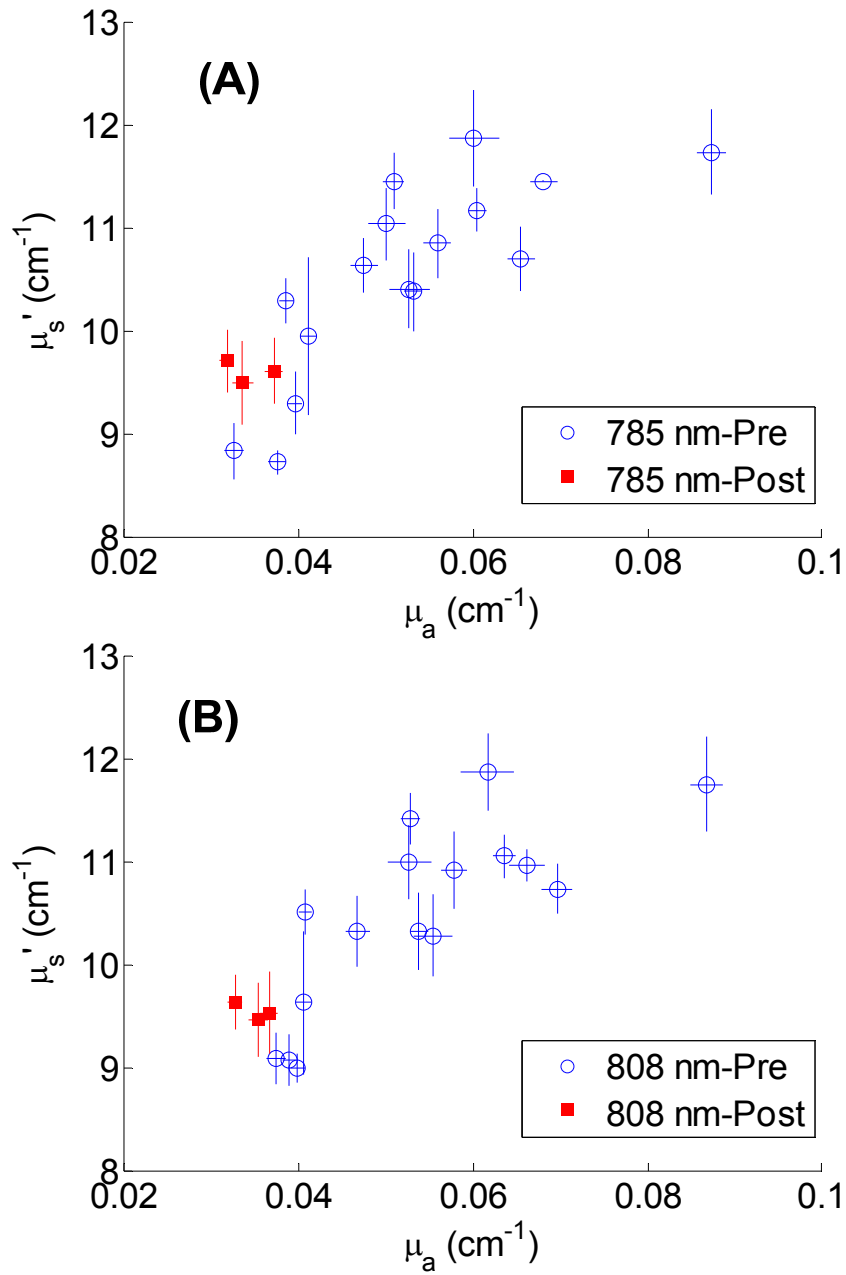 13
(A)
12
11
10
9
8
μs' (cm-1)
785 nm-Pre
785 nm-Post
0.02 0.04 0.06 0.08 0.1
μa (cm-1)
13
(B)
12
11
10
9
8
μs' (cm-1)
808 nm-Pre
808 nm-Post
0.02 0.04 0.06 0.08 0.1
μa (cm-1)